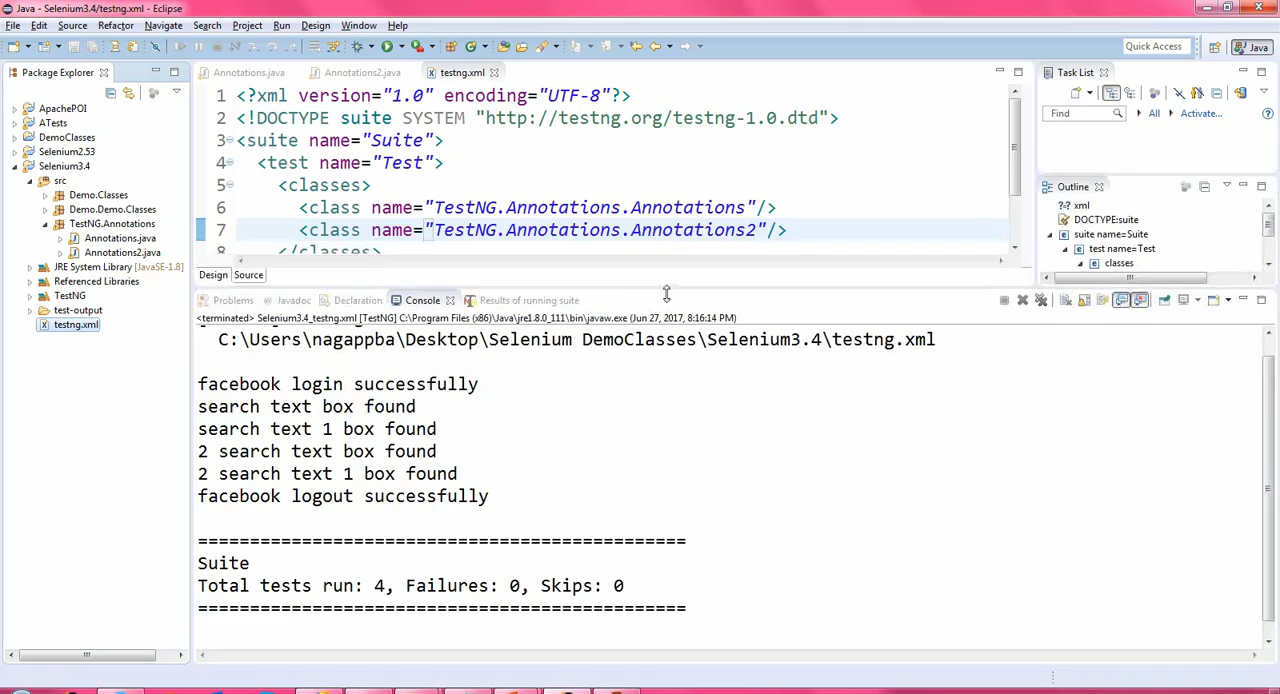 Java - Selenium3.4/testng.xml - Eclipse
File Edit Source Refactor Navigate Search Project Run Design Window Help
Quick Access Java
Package Explorer
ApachePOI
ATests
DemoClasses
Selenium2.53
Selenium3.4
src
Demo.Classes
Demo.Demo.Classes
TestNG.Annotations
Annotations.java
Annotations2.java
JRE System Library [JavaSE-1.8]
Referenced Libraries
TestNG
test-output
testng.xml
Annotations.java Annotations2.java testng.xml
1 <?xml version="1.0" encoding="UTF-8"?>
2 <!DOCTYPE suite SYSTEM "http://testng.org/testng-1.0.dtd">
3 <suite name="Suite">
4 <test name="Test">
5 <classes>
6 <class name="TestNG.Annotations.Annotations"/>
7 <class name="TestNG.Annotations.Annotations2"/>
8 </classes>
Design Source
Task List
Find All Activate...
Outline
xml
DOCTYPE:suite
suite name=Suite
test name=Test
classes
Problems Javadoc Declaration Console Results of running suite
<terminated> Selenium3.4_testng.xml [TestNG] C:\Program Files (x86)\Java\jre1.8.0_111\bin\javaw.exe (Jun 27, 2017, 8:16:14 PM)
C:\Users\nagappba\Desktop\Selenium DemoClasses\Selenium3.4\testng.xml
facebook login successfully
search text box found
search text 1 box found
2 search text box found
2 search text 1 box found
facebook logout successfully
===============================================
Suite
Total tests run: 4, Failures: 0, Skips: 0
===============================================